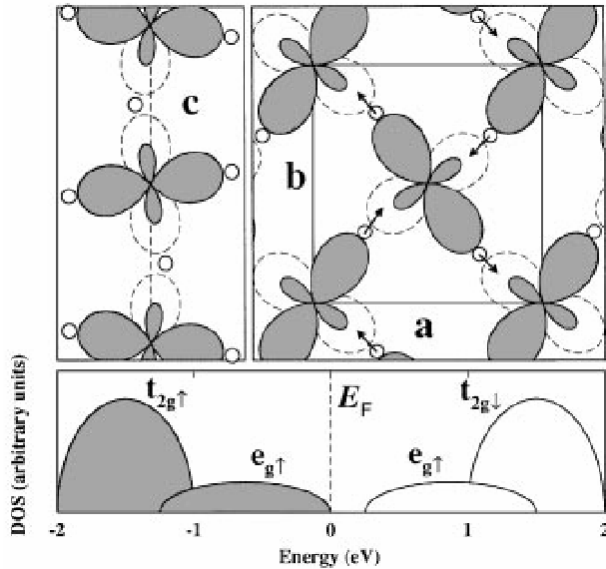 c
b
a
t2g↑
EF
t2g↓
eg↑
eg↑
DOS (arbitrary units)
-2
-1
0
1
2
Energy (eV)